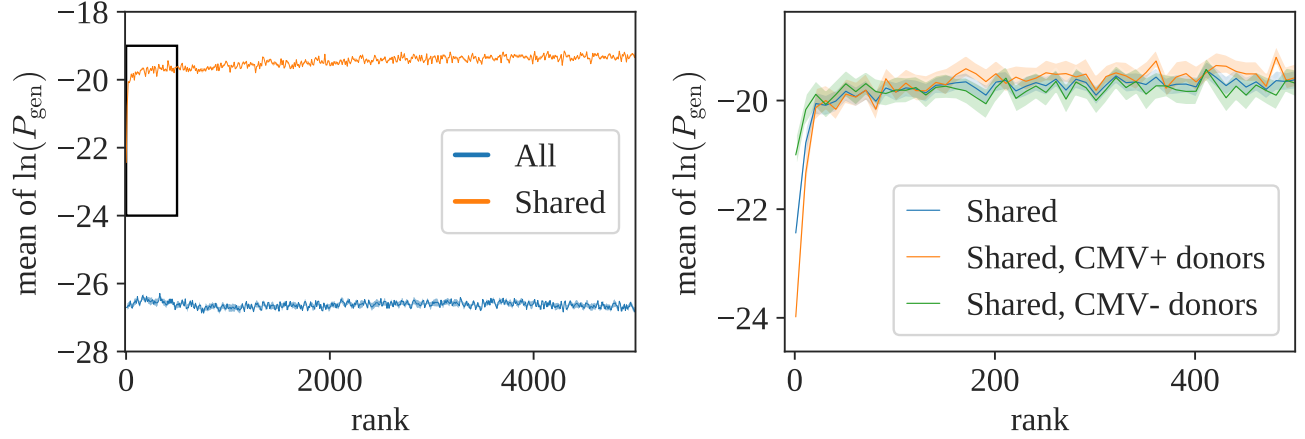 −18
−20
−22
−24
−26
−28
mean of ln(Pgen)
0
2000
4000
rank
All
Shared
−20
−22
−24
mean of ln(Pgen)
0
200
400
rank
Shared
Shared, CMV+ donors
Shared, CMV- donors